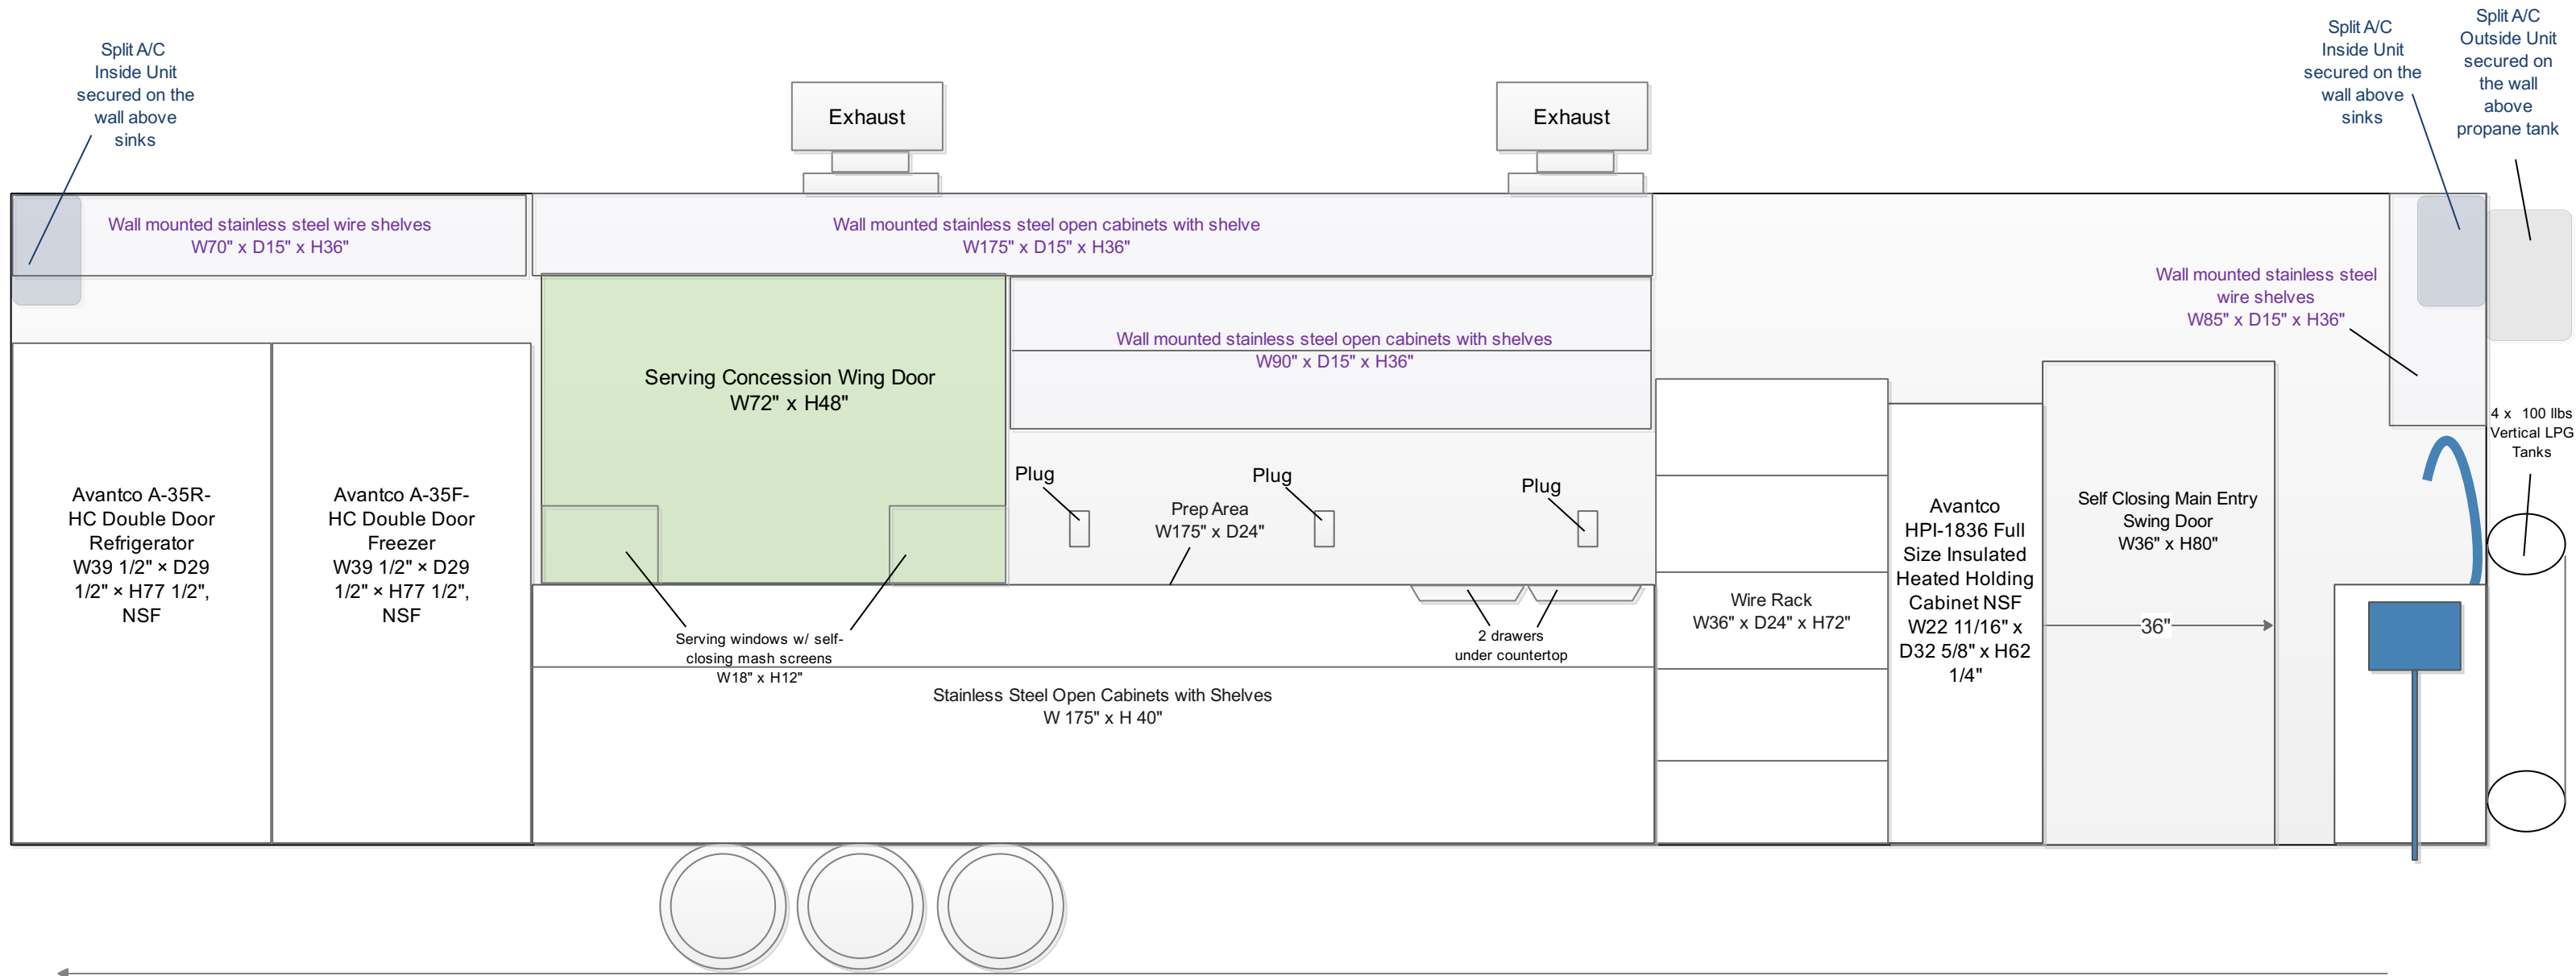 Split A/C
Inside Unit
secured on the
wall above
sinks
Exhaust
Exhaust
Split A/C
Inside Unit
secured on the
wall above
sinks
Split A/C
Outside Unit
secured on
the wall
above
propane tank
Wall mounted stainless steel wire shelves
W70" x D15" x H36"
Wall mounted stainless steel open cabinets with shelve
W175" x D15" x H36"
Wall mounted stainless steel
wire shelves
W85" x D15" x H36"
Serving Concession Wing Door
W72" x H48"
Wall mounted stainless steel open cabinets with shelves
W90" x D15" x H36"
4 x  100 llbs
Vertical LPG
Tanks
Avantco A-35R-
HC Double Door
Refrigerator
W39 1/2" × D29
1/2" × H77 1/2",
NSF
Avantco A-35F-
HC Double Door
Freezer
W39 1/2" × D29
1/2" × H77 1/2",
NSF
Plug
Plug
Plug
Prep Area
W175" x D24"
Serving windows w/ self-
closing mash screens
W18" x H12"
2 drawers
under countertop
Stainless Steel Open Cabinets with Shelves
W 175" x H 40"
Wire Rack
W36" x D24" x H72"
Avantco
HPI-1836 Full
Size Insulated
Heated Holding
Cabinet NSF
W22 11/16" x
D32 5/8" x H62
1/4"
Self Closing Main Entry
Swing Door
W36" x H80"
36"